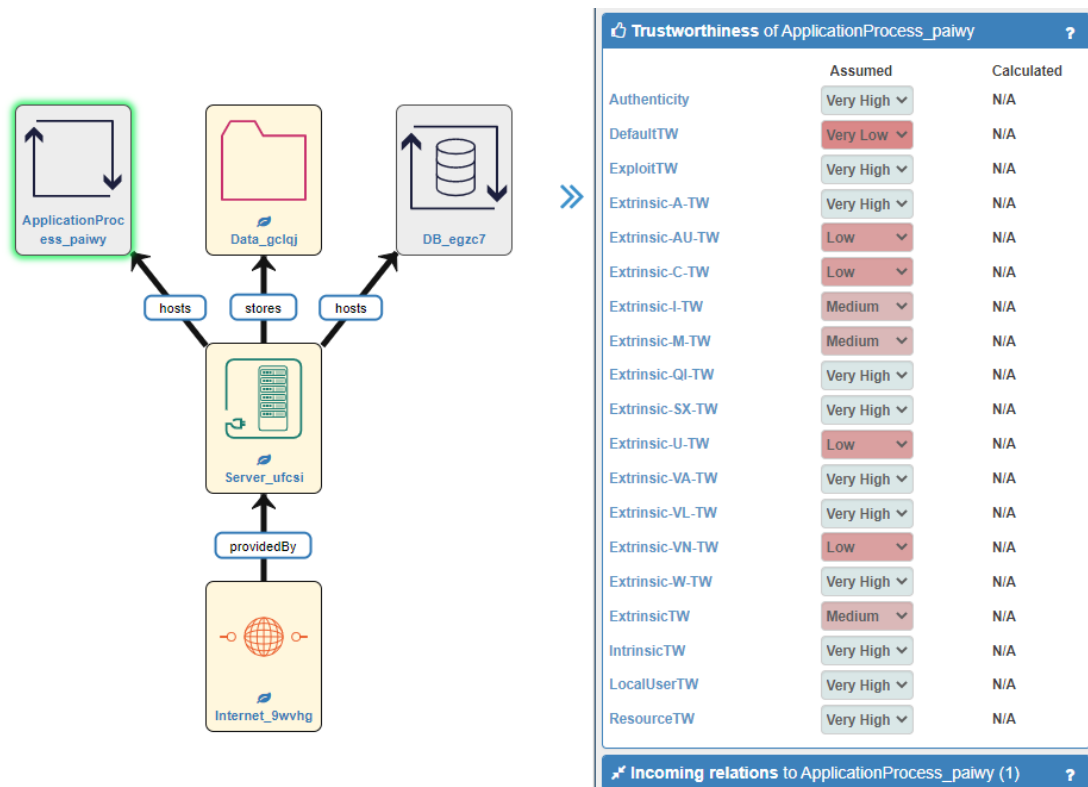 ApplicationProc
ess_paiwy
Data_gclqj
DB_egzc7
hosts
stores
hosts
Server_ufcsi
providedBy
Internet_9wvhg
Trustworthiness of ApplicationProcess_paiwy ?
Assumed Calculated
Authenticity Very High N/A
DefaultTW Very Low N/A
ExploitTW Very High N/A
Extrinsic-A-TW Very High N/A
Extrinsic-AU-TW Low N/A
Extrinsic-C-TW Low N/A
Extrinsic-I-TW Medium N/A
Extrinsic-M-TW Medium N/A
Extrinsic-QI-TW Very High N/A
Extrinsic-SX-TW Very High N/A
Extrinsic-U-TW Low N/A
Extrinsic-VA-TW Very High N/A
Extrinsic-VL-TW Very High N/A
Extrinsic-VN-TW Low N/A
Extrinsic-W-TW Very High N/A
ExtrinsicTW Medium N/A
IntrinsicTW Very High N/A
LocalUserTW Very High N/A
ResourceTW Very High N/A
Incoming relations to ApplicationProcess_paiwy (1) ?